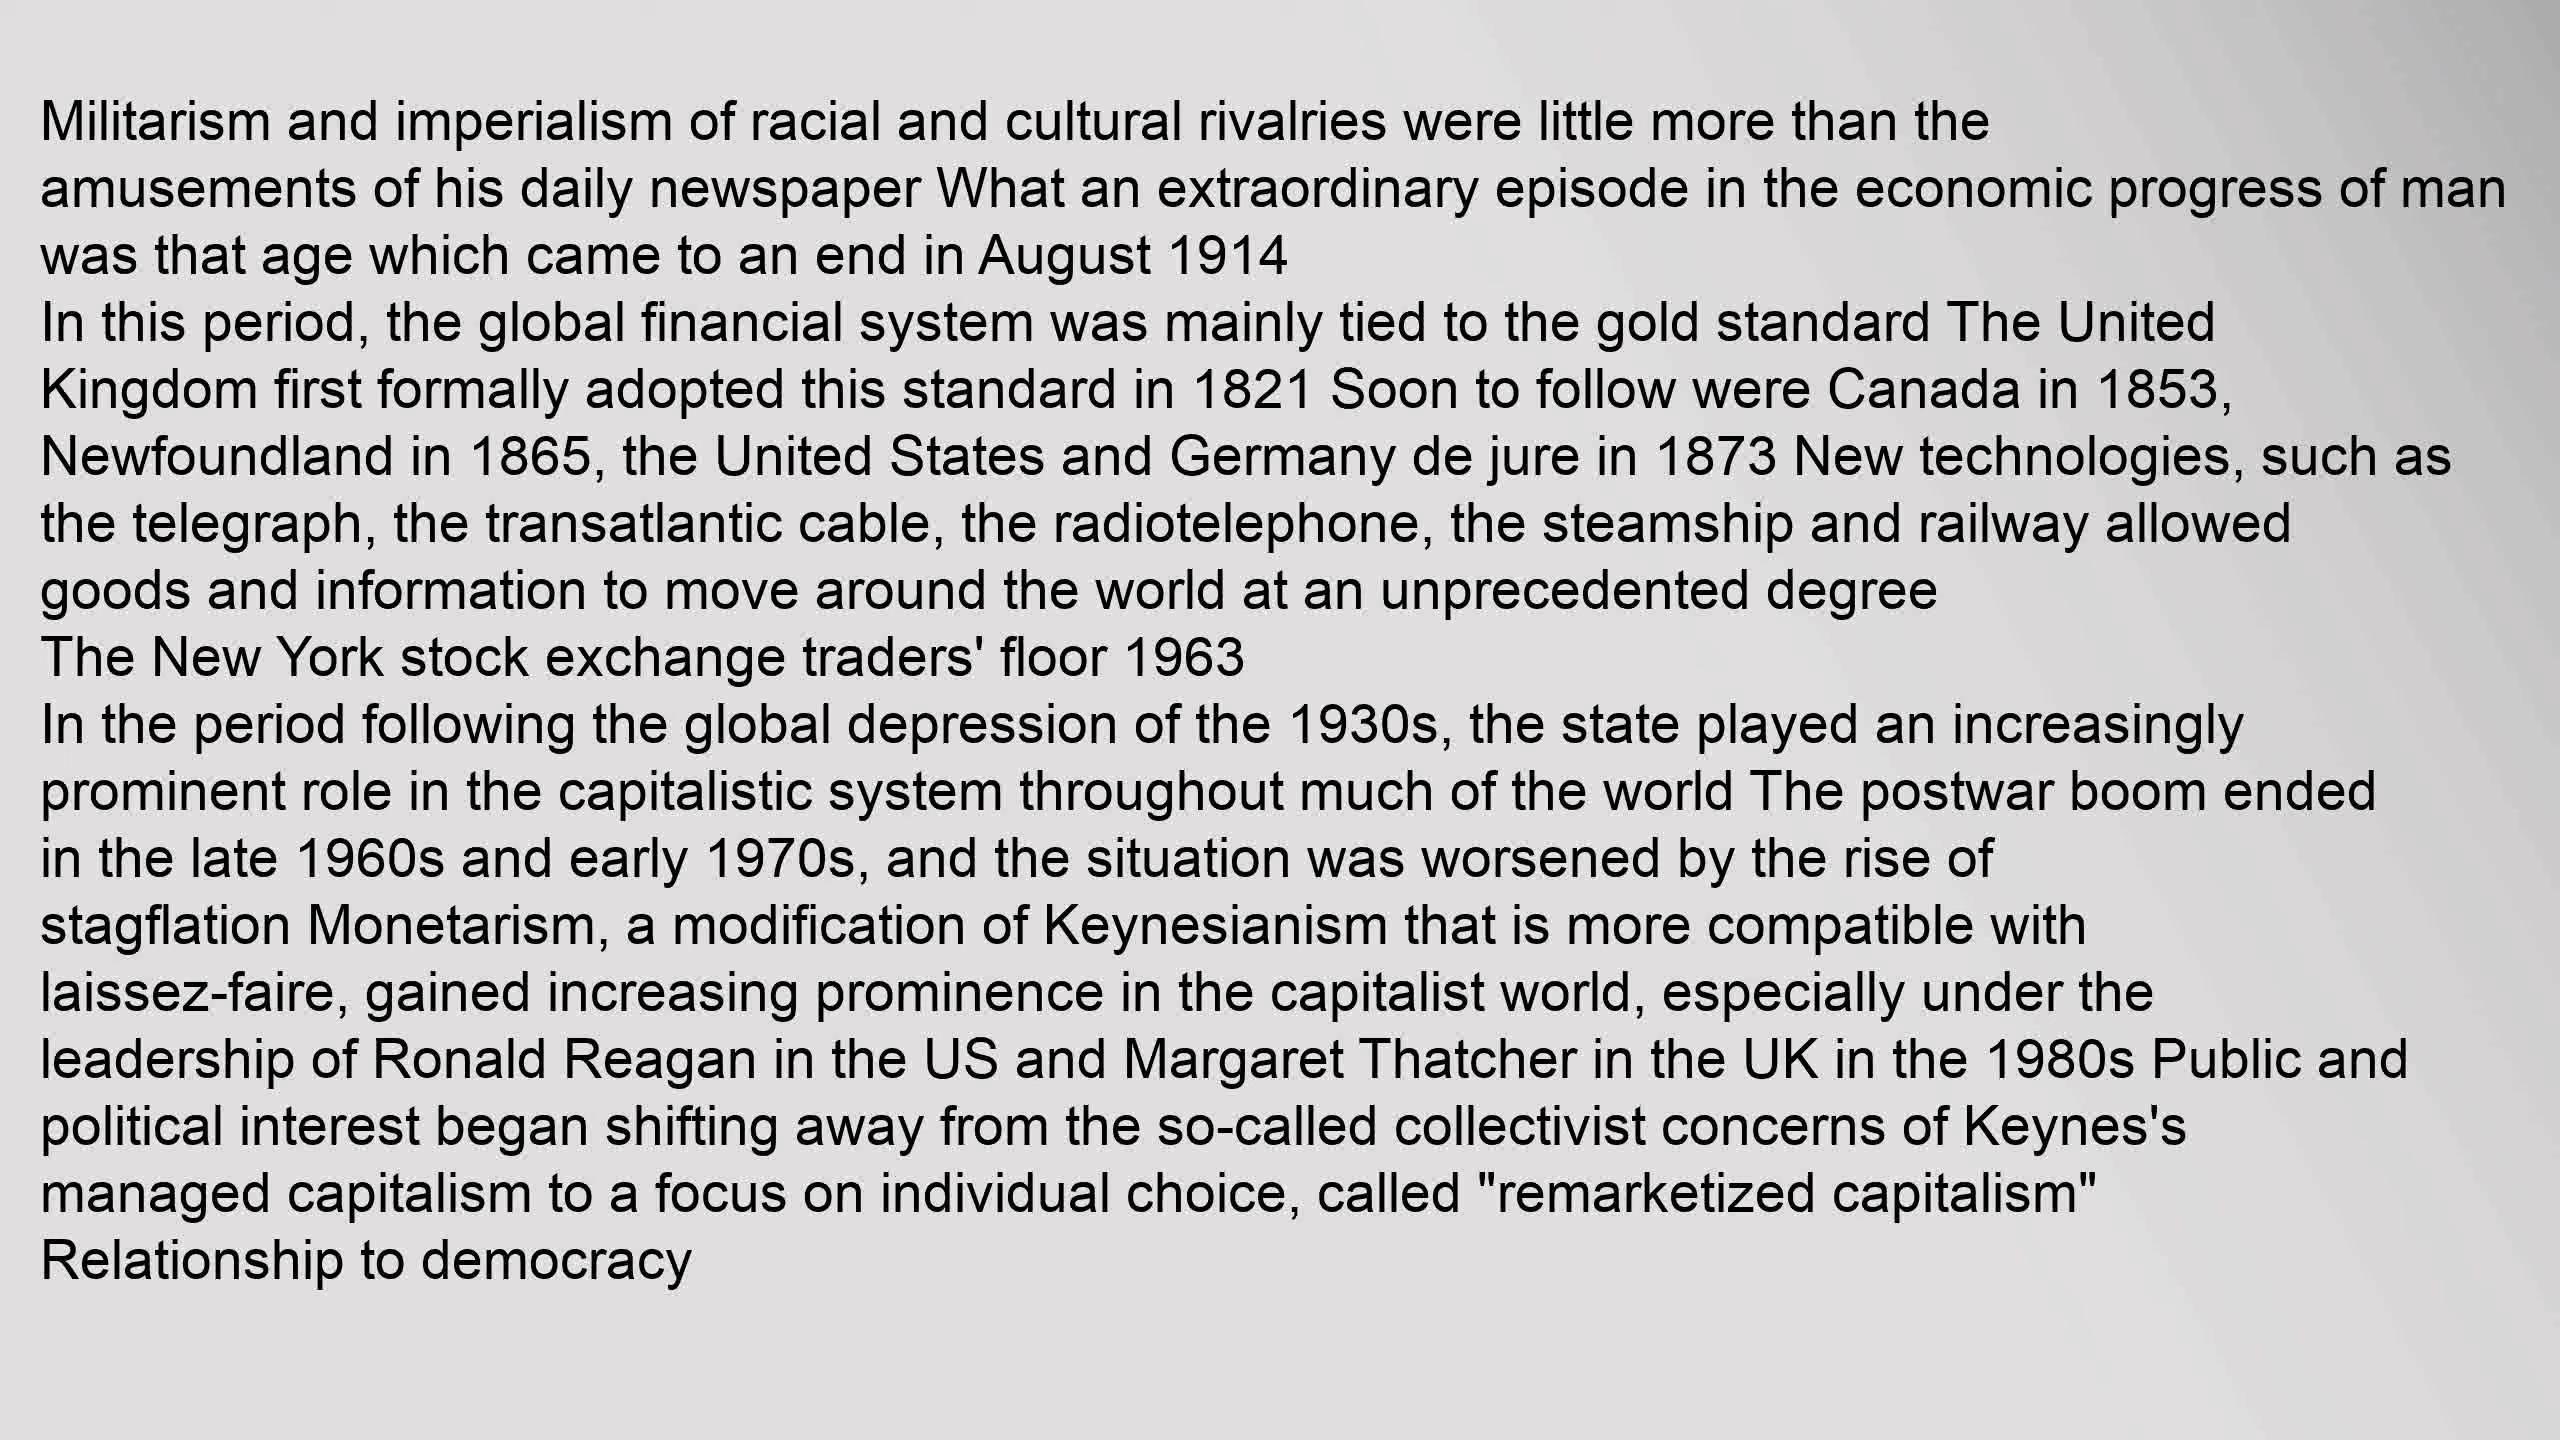 Militarism and imperialism of racial and cultural rivalries were little more than the
amusements of his daily newspaper What an extraordinary episode in the economic progress of man
was that age which came to an end in August 1914
In this period, the global financial system was mainly tied to the gold standard The United
Kingdom first formally adopted this standard in 1821 Soon to follow were Canada in 1853,
Newfoundland in 1865, the United States and Germany de jure in 1873 New technologies, such as
the telegraph, the transatlantic cable, the radiotelephone, the steamship and railway allowed
goods and information to move around the world at an unprecedented degree
The New York stock exchange traders' floor 1963
In the period following the global depression of the 1930s, the state played an increasingly
prominent role in the capitalistic system throughout much of the world The postwar boom ended
in the late 1960s and early 1970s, and the situation was worsened by the rise of
stagflation Monetarism, a modification of Keynesianism that is more compatible with
laissez-faire, gained increasing prominence in the capitalist world, especially under the
leadership of Ronald Reagan in the US and Margaret Thatcher in the UK in the 1980s Public and
political interest began shifting away from the so-called collectivist concerns of Keynes's
managed capitalism to a focus on individual choice, called "remarketized capitalism"
Relationship to democracy